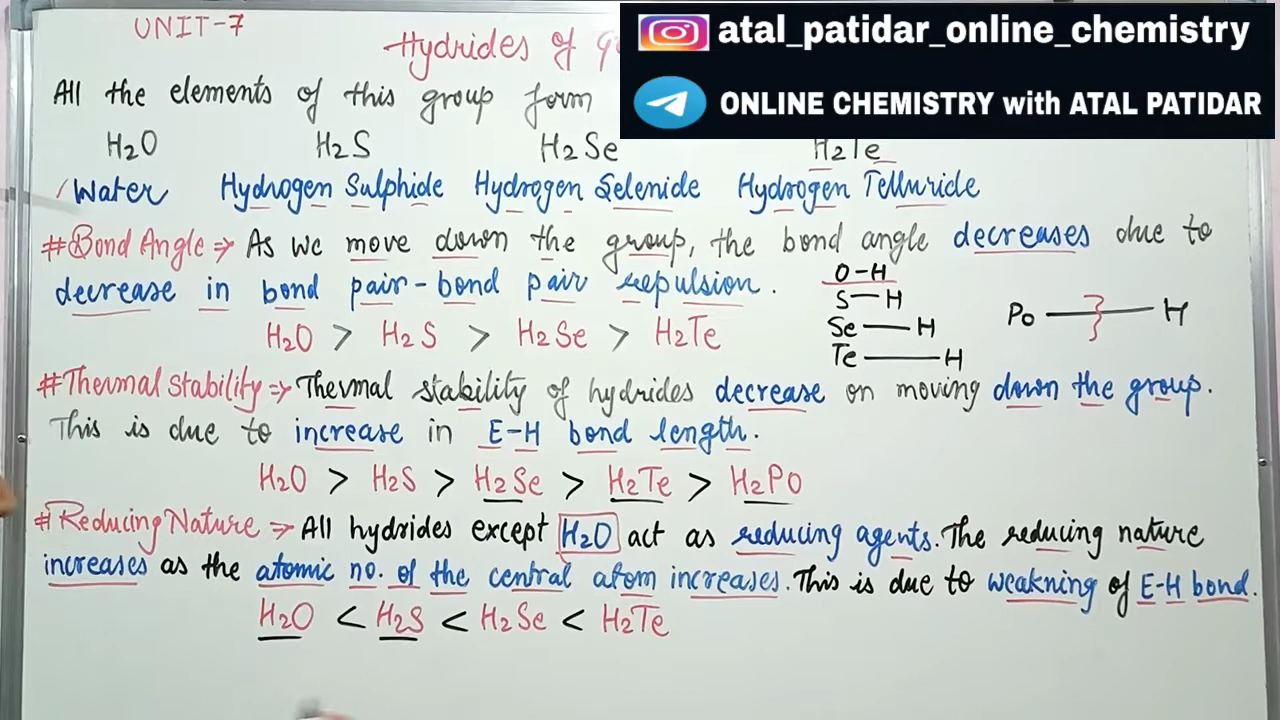 UNIT-7
Hydrides of
atal_patidar_online_chemistry
ONLINE CHEMISTRY with ATAL PATIDAR
All the elements of this group form
H₂O H₂S H₂Se H₂Te
Water Hydrogen Sulphide Hydrogen Selenide Hydrogen Telluride
#Bond Angle⇒ As we move down the group, the bond angle decreases due to
decrease in bond pair-bond pair repulsion.
O-H
S-H
Se-H
Te-H
Po-H
H₂O > H₂S > H₂Se > H₂Te
#Thermal Stability⇒ Thermal stability of hydrides decrease on moving down the group.
This is due to increase in E-H bond length.
H₂O > H₂S > H₂Se > H₂Te > H₂PO
#Reducing Nature⇒ All hydrides except H₂O act as reducing agents. The reducing nature
increases as the atomic no. of the central atom increases. This is due to weakning of E-H bond.
H₂O < H₂S < H₂Se < H₂Te